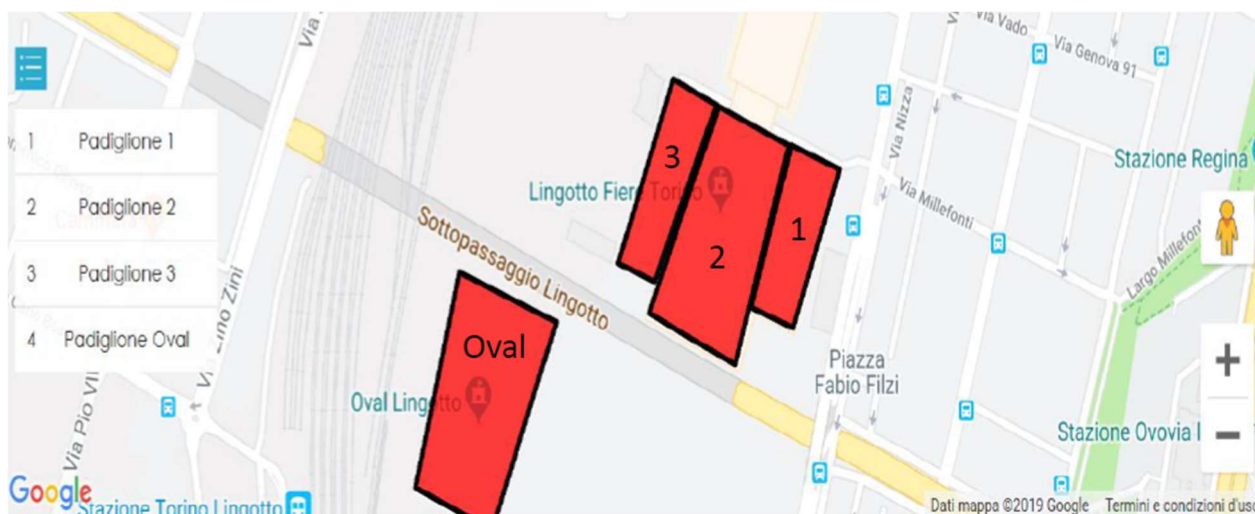 Via Vado
Via Genova 91
1 Padiglione 1
2 Padiglione 2
3 Padiglione 3
4 Padiglione Oval
Via Zino Zini
Via Pio VII
Sottopassaggio Lingotto
3
Lingotto Fiere Torino
2
1
Via Nizza
Via Millefonti
Stazione Regina
Largo Millefonti
Oval
Oval Lingotto
Piazza
Fabio Filzi
Stazione Ovovia
+
−
Google
Stazione Torino Lingotto
Dati mappa ©2019 Google Termini e condizioni d'uso